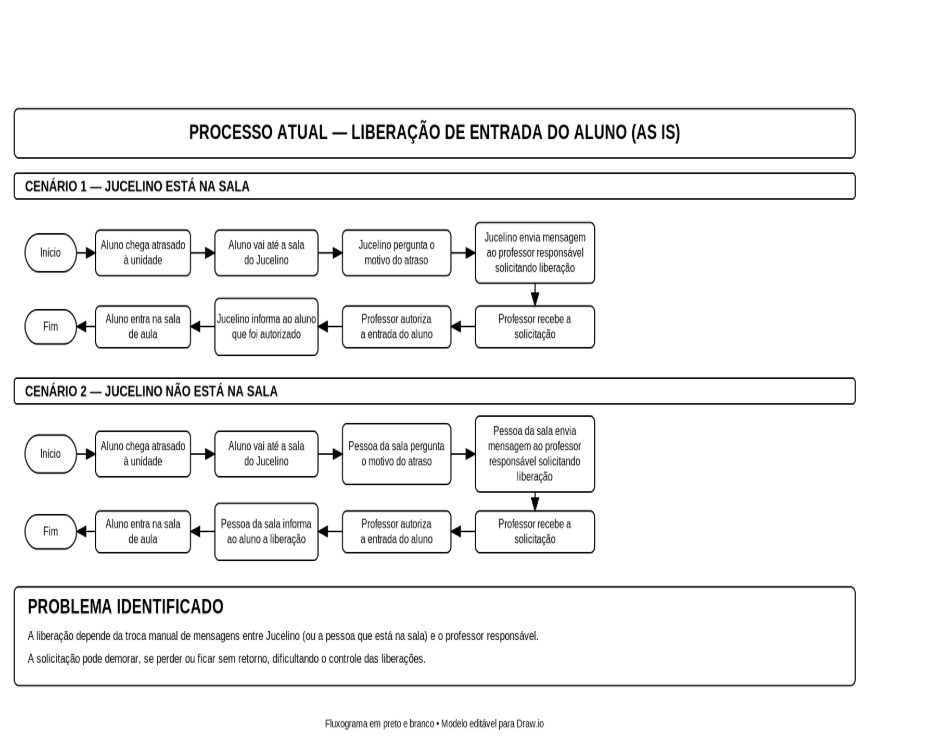 PROCESSO ATUAL — LIBERAÇÃO DE ENTRADA DO ALUNO (AS IS)
CENÁRIO 1 — JUCELINO ESTÁ NA SALA
Início
Aluno chega atrasado
à unidade
Aluno vai até a sala
do Jucelino
Jucelino pergunta o
motivo do atraso
Jucelino envia mensagem
ao professor responsável
solicitando liberação
Fim
Aluno entra na sala
de aula
Jucelino informa ao aluno
que foi autorizado
Professor autoriza
a entrada do aluno
Professor recebe a
solicitação
CENÁRIO 2 — JUCELINO NÃO ESTÁ NA SALA
Início
Aluno chega atrasado
à unidade
Aluno vai até a sala
do Jucelino
Pessoa da sala pergunta
o motivo do atraso
Pessoa da sala envia
mensagem ao professor
responsável solicitando
liberação
Fim
Aluno entra na sala
de aula
Pessoa da sala informa
ao aluno a liberação
Professor autoriza
a entrada do aluno
Professor recebe a
solicitação
PROBLEMA IDENTIFICADO
A liberação depende da troca manual de mensagens entre Jucelino (ou a pessoa que está na sala) e o professor responsável.
A solicitação pode demorar, se perder ou ficar sem retorno, dificultando o controle das liberações.
Fluxograma em preto e branco • Modelo editável para Draw.io